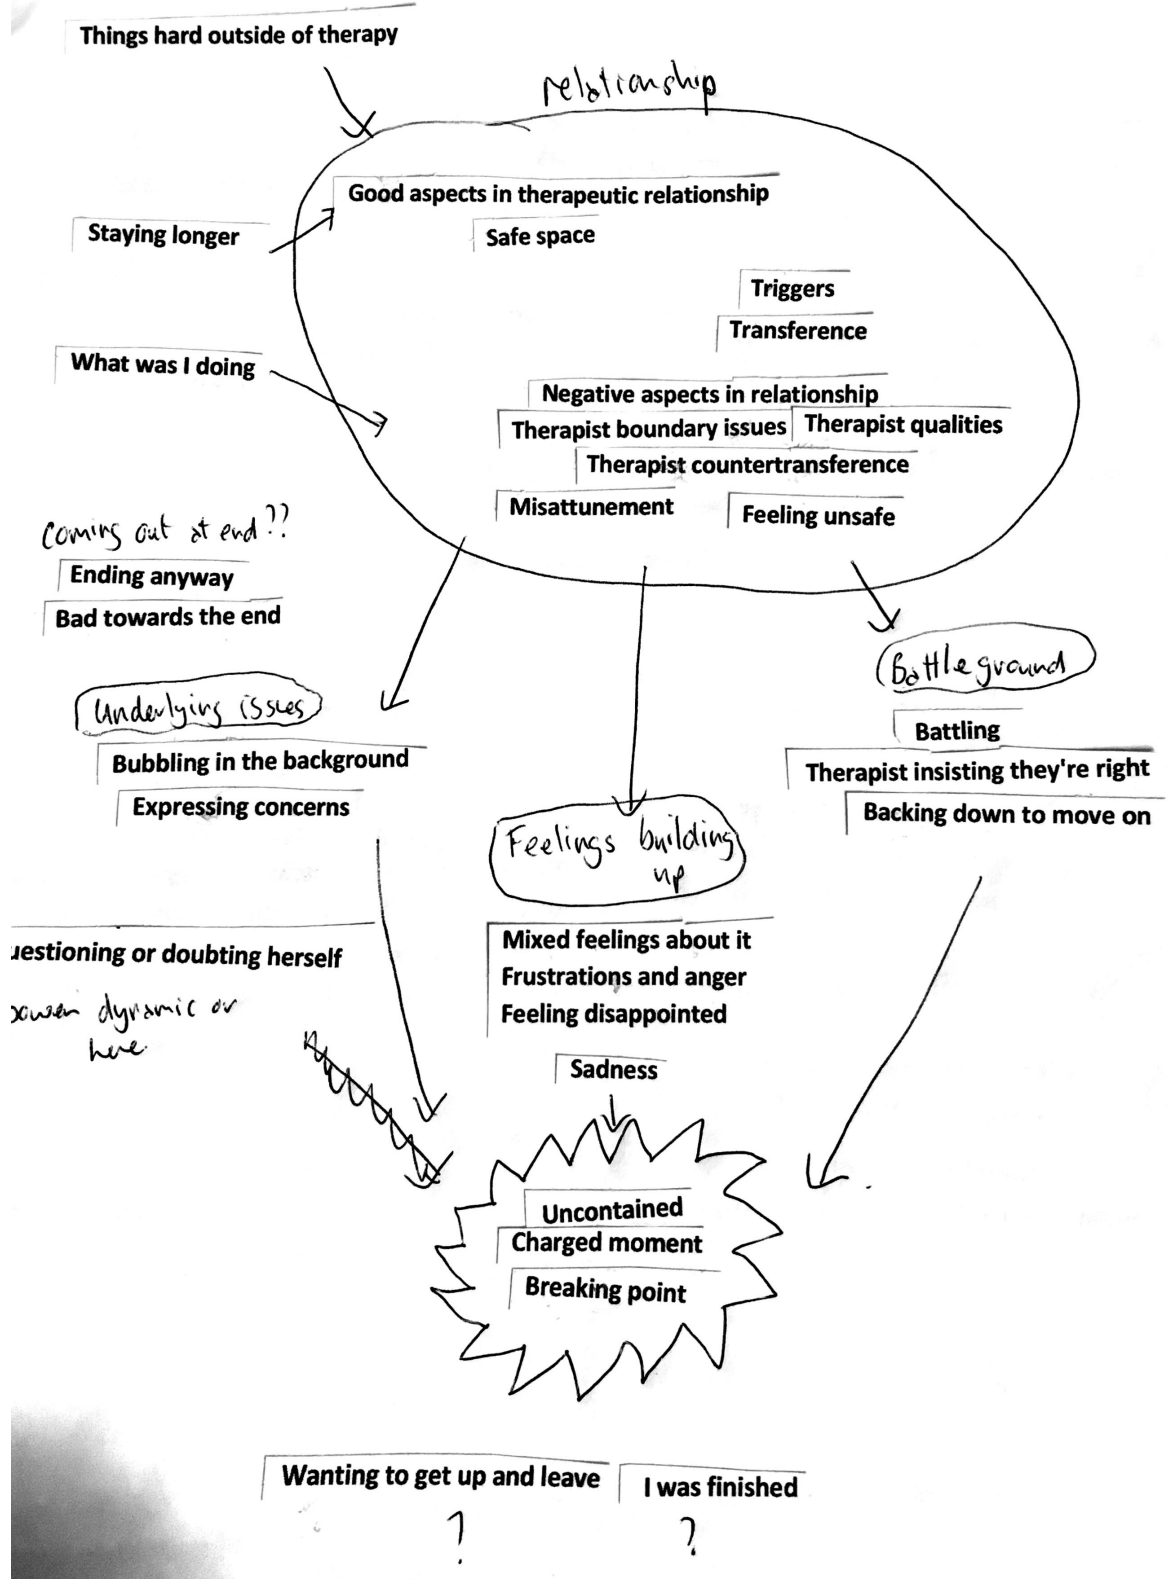 Things hard outside of therapy
relationship
Good aspects in therapeutic relationship
Staying longer
Safe space
Triggers
Transference
What was I doing
Negative aspects in relationship
Therapist boundary issues
Therapist qualities
Therapist countertransference
Misattunement
Feeling unsafe
Coming out at end??
Ending anyway
Bad towards the end
Underlying issues
Bubbling in the background
Expressing concerns
Battleground
Battling
Therapist insisting they're right
Backing down to move on
Feelings building
up
Mixed feelings about it
Frustrations and anger
Feeling disappointed
Sadness
uestioning or doubting herself
power dynamic or
here.
Uncontained
Charged moment
Breaking point
Wanting to get up and leave
I was finished
?
?